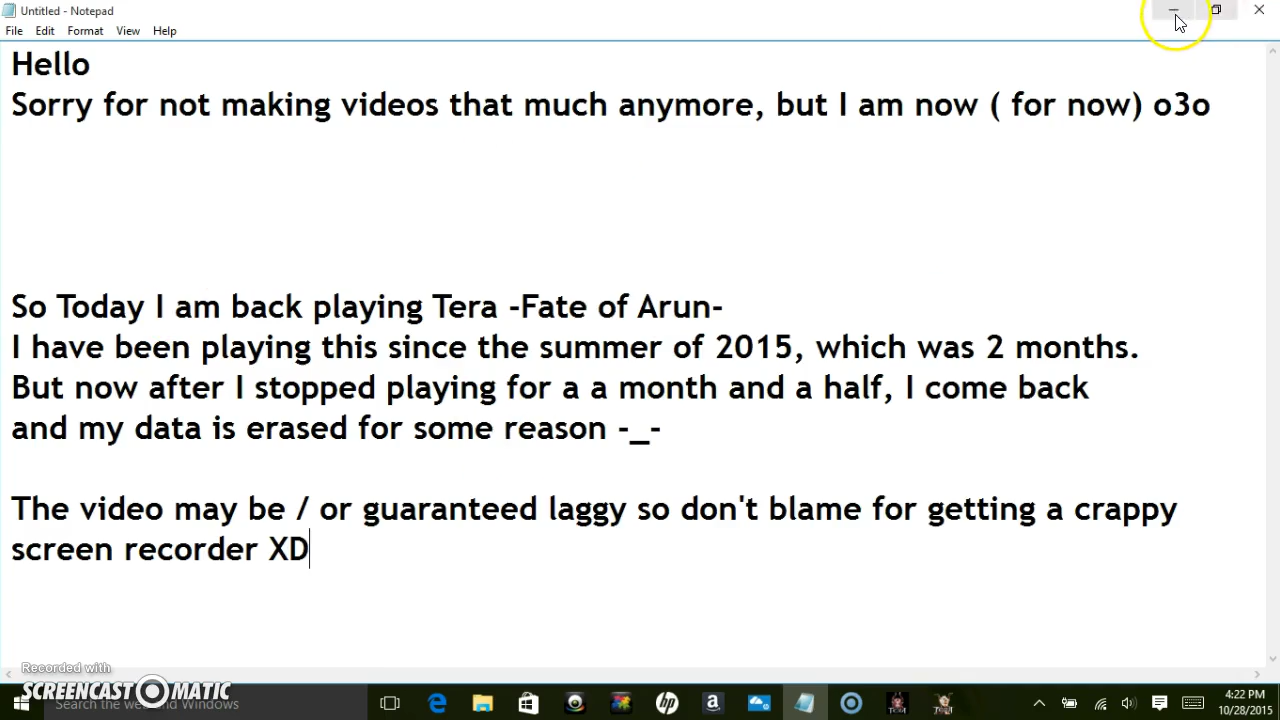 Untitled - Notepad
File Edit Format View Help
Hello
Sorry for not making videos that much anymore, but I am now ( for now) o3o
So Today I am back playing Tera -Fate of Arun-
I have been playing this since the summer of 2015, which was 2 months.
But now after I stopped playing for a a month and a half, I come back
and my data is erased for some reason -_-
The video may be / or guaranteed laggy so don't blame for getting a crappy
screen recorder XD
Recorded with
SCREENCAST-O-MATIC
Search the web and Windows
hp
a
4:22 PM
10/28/2015